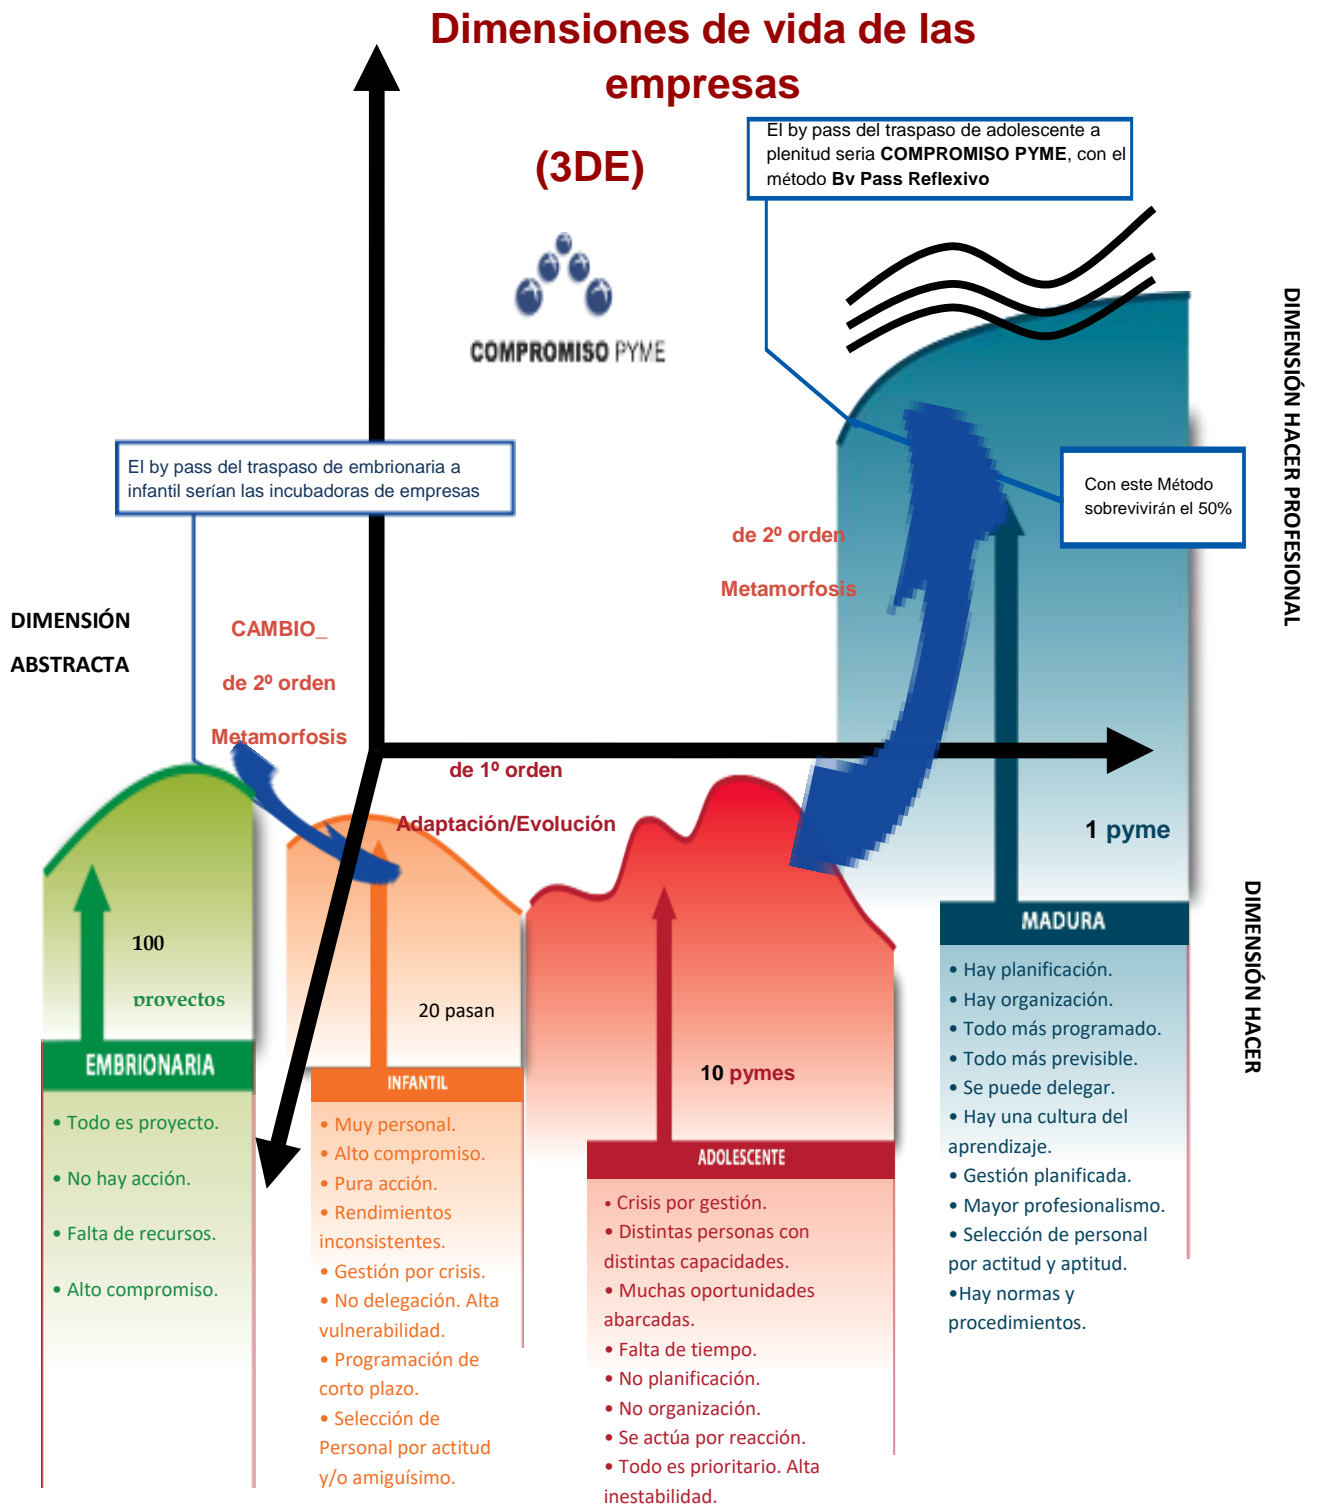 Dimensiones de vida de las
empresas
(3DE)
El by pass del traspaso de adolescente a
plenitud seria COMPROMISO PYME, con el
método Bv Pass Reflexivo
COMPROMISO PYME
El by pass del traspaso de embrionaria a
infantil serían las incubadoras de empresas
Con este Método
sobrevivirán el 50%
DIMENSIÓN HACER PROFESIONAL
DIMENSIÓN
ABSTRACTA
CAMBIO_
de 2º orden
Metamorfosis
de 2º orden
Metamorfosis
de 1º orden
Adaptación/Evolución
1 pyme
DIMENSIÓN HACER
100
proyectos
20 pasan
10 pymes
EMBRIONARIA
• Todo es proyecto.
• No hay acción.
• Falta de recursos.
• Alto compromiso.
INFANTIL
• Muy personal.
• Alto compromiso.
• Pura acción.
• Rendimientos
inconsistentes.
• Gestión por crisis.
• No delegación. Alta
vulnerabilidad.
• Programación de
corto plazo.
• Selección de
Personal por actitud
y/o amiguísimo.
ADOLESCENTE
• Crisis por gestión.
• Distintas personas con
distintas capacidades.
• Muchas oportunidades
abarcadas.
• Falta de tiempo.
• No planificación.
• No organización.
• Se actúa por reacción.
• Todo es prioritario. Alta
inestabilidad.
MADURA
• Hay planificación.
• Hay organización.
• Todo más programado.
• Todo más previsible.
• Se puede delegar.
• Hay una cultura del
aprendizaje.
• Gestión planificada.
• Mayor profesionalismo.
• Selección de personal
por actitud y aptitud.
•Hay normas y
procedimientos.